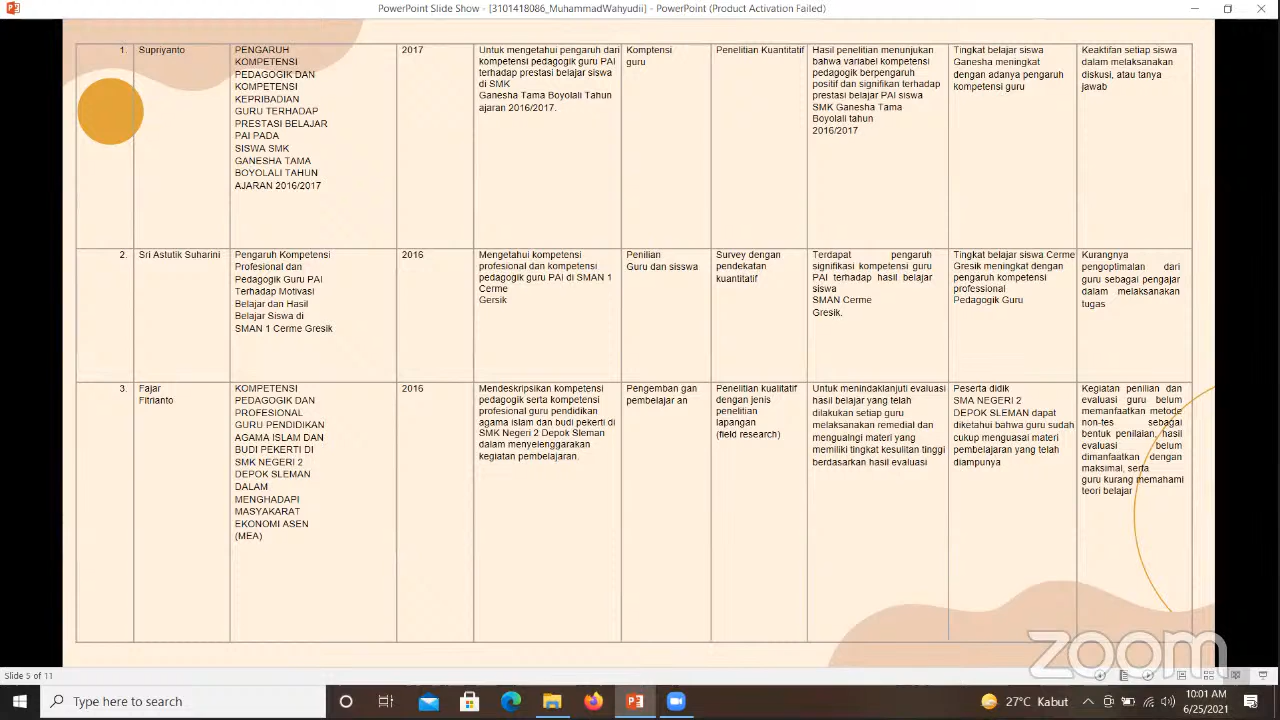 PowerPoint Slide Show - [3101418086_MuhammadWahyudii] - PowerPoint (Product Activation Failed)
1.
Supriyanto
PENGARUH
KOMPETENSI
PEDAGOGIK DAN
KOMPETENSI
KEPRIBADIAN
GURU TERHADAP
PRESTASI BELAJAR
PAI PADA
SISWA SMK
GANESHA TAMA
BOYOLALI TAHUN
AJARAN 2016/2017
2017
Untuk mengetahui pengaruh dari
kompetensi pedagogik guru PAI
terhadap prestasi belajar siswa
di SMK
Ganesha Tama Boyolali Tahun
ajaran 2016/2017.
Komptensi
guru
Penelitian Kuantitatif
Hasil penelitian menunjukan
bahwa variabel kompetensi
pedagogik berpengaruh
positif dan signifikan terhadap
prestasi belajar PAI siswa
SMK Ganesha Tama
Boyolali tahun
2016/2017
Tingkat belajar siswa
Ganesha meningkat
dengan adanya pengaruh
kompetensi guru
Keaktifan setiap siswa
dalam melaksanakan
diskusi, atau tanya
jawab
2.
Sri Astutik Suharini
Pengaruh Kompetensi
Profesional dan
Pedagogik Guru PAI
Terhadap Motivasi
Belajar dan Hasil
Belajar Siswa di
SMAN 1 Cerme Gresik
2016
Mengetahui kompetensi
profesional dan kompetensi
pedagogik guru PAI di SMAN 1
Cerme
Gersik.
Penilian
Guru dan sisswa
Survey dengan
pendekatan
kuantitatif
Terdapat pengaruh
signifikasi kompetensi guru
PAI terhadap hasil belajar
siswa
SMAN Cerme
Gresik.
Tingkat belajar siswa Cerme
Gresik meningkat dengan
pengaruh kompetensi
professional
Pedagogik Guru
Kurangnya
pengoptimalan dari
guru sebagai pengajar
dalam melaksanakan
tugas
3.
Fajar
Fitrianto
KOMPETENSI
PEDAGOGIK DAN
PROFESIONAL
GURU PENDIDIKAN
AGAMA ISLAM DAN
BUDI PEKERTI DI
SMK NEGERI 2
DEPOK SLEMAN
DALAM
MENGHADAPI
MASYAKARAT
EKONOMI ASEN
(MEA)
2016
Mendeskripsikan kompetensi
pedagogik serta kompetensi
profesional guru pendidikan
agama islam dan budi pekerti di
SMK Negeri 2 Depok Sleman
dalam menyelenggarakan
kegiatan pembelajaran.
Pengemban gan
pembelajar an
Penelitian kualitatif
dengan jenis
penelitian
lapangan
(field research)
Untuk menindaklanjuti evaluasi
hasil belajar yang telah
dilakukan setiap guru
melaksanakan remedial dan
mengualngi materi yang
memiliki tingkat kesulitan tinggi
berdasarkan hasil evaluasi
Peserta didik
SMA NEGERI 2
DEPOK SLEMAN dapat
diketahui bahwa guru sudah
cukup menguasai materi
pembelajaran yang telah
diampunya
Kegiatan penilian dan
evaluasi guru belum
memanfaatkan metode
non-tes sebagai
bentuk penilaian, hasil
evaluasi belum
dimanfaatkan dengan
maksimal, serta
guru kurang memahami
teori belajar
zoom
Slide 5 of 11
Type here to search
27°C Kabut
10:01 AM
6/25/2021